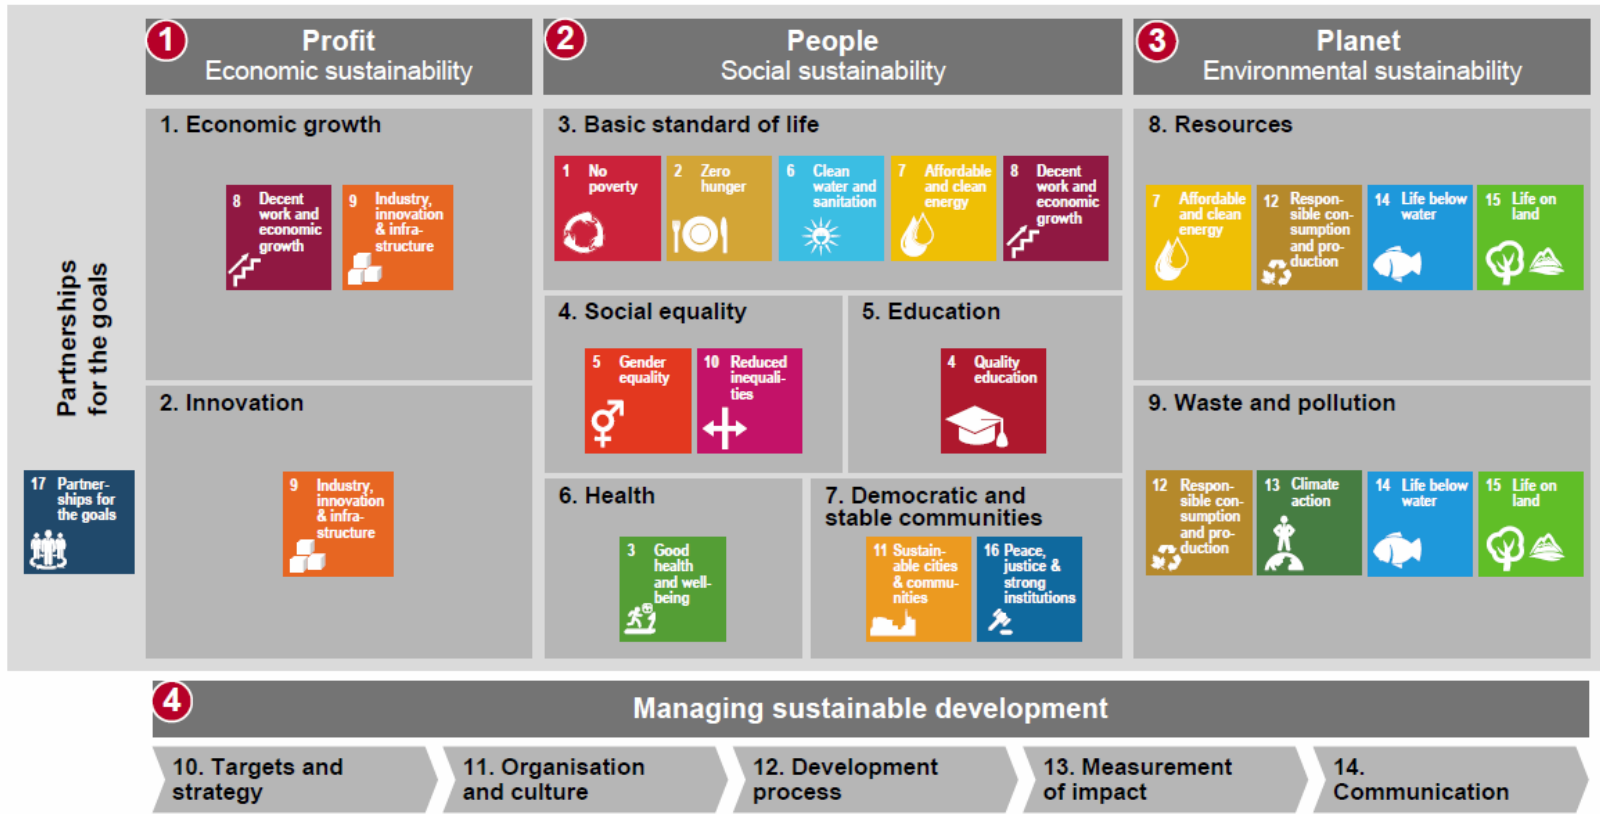 1
Profit
Economic sustainability
2
People
Social sustainability
3
Planet
Environmental sustainability
Partnerships
for the goals
17 Partner-
ships for
the goals
1. Economic growth
8 Decent
work and
economic
growth
9 Industry,
innovation
& infra-
structure
2. Innovation
9 Industry,
innovation
& infra-
structure
3. Basic standard of life
1 No
poverty
2 Zero
hunger
6 Clean
water and
sanitation
7 Affordable
and clean
energy
8 Decent
work and
economic
growth
4. Social equality
5 Gender
equality
10 Reduced
inequali-
ties
5. Education
4 Quality
education
6. Health
3 Good
health
and well-
being
7. Democratic and
stable communities
11 Sustain-
able cities
& commu-
nities
16 Peace,
justice &
strong
institutions
8. Resources
7 Affordable
and clean
energy
12 Respon-
sible con-
sumption
and pro-
duction
14 Life below
water
15 Life on
land
9. Waste and pollution
12 Respon-
sible con-
sumption
and pro-
duction
13 Climate
action
14 Life below
water
15 Life on
land
4
Managing sustainable development
10. Targets and
strategy
11. Organisation
and culture
12. Development
process
13. Measurement
of impact
14.
Communication